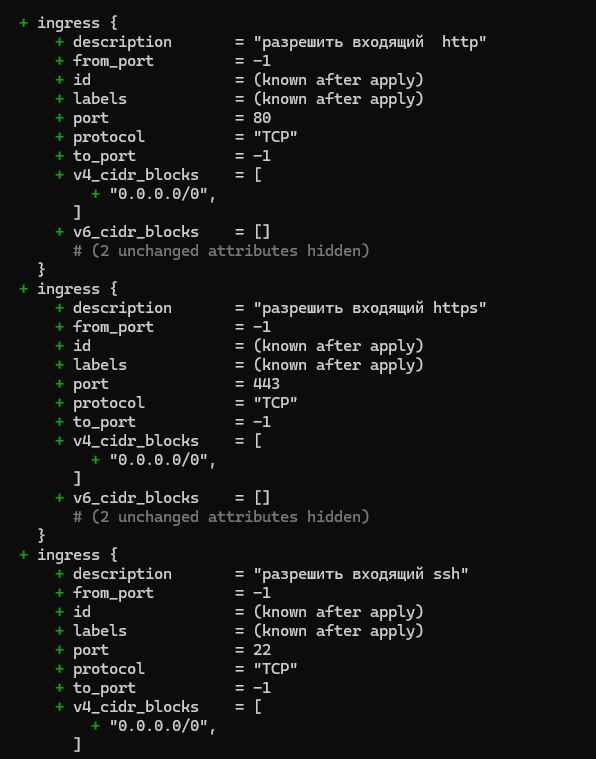 + ingress {
+ description = "разрешить входящий  http"
+ from_port = -1
+ id = (known after apply)
+ labels = (known after apply)
+ port = 80
+ protocol = "TCP"
+ to_port = -1
+ v4_cidr_blocks = [
+ "0.0.0.0/0",
]
+ v6_cidr_blocks = []
# (2 unchanged attributes hidden)
}
+ ingress {
+ description = "разрешить входящий https"
+ from_port = -1
+ id = (known after apply)
+ labels = (known after apply)
+ port = 443
+ protocol = "TCP"
+ to_port = -1
+ v4_cidr_blocks = [
+ "0.0.0.0/0",
]
+ v6_cidr_blocks = []
# (2 unchanged attributes hidden)
}
+ ingress {
+ description = "разрешить входящий ssh"
+ from_port = -1
+ id = (known after apply)
+ labels = (known after apply)
+ port = 22
+ protocol = "TCP"
+ to_port = -1
+ v4_cidr_blocks = [
+ "0.0.0.0/0",
]